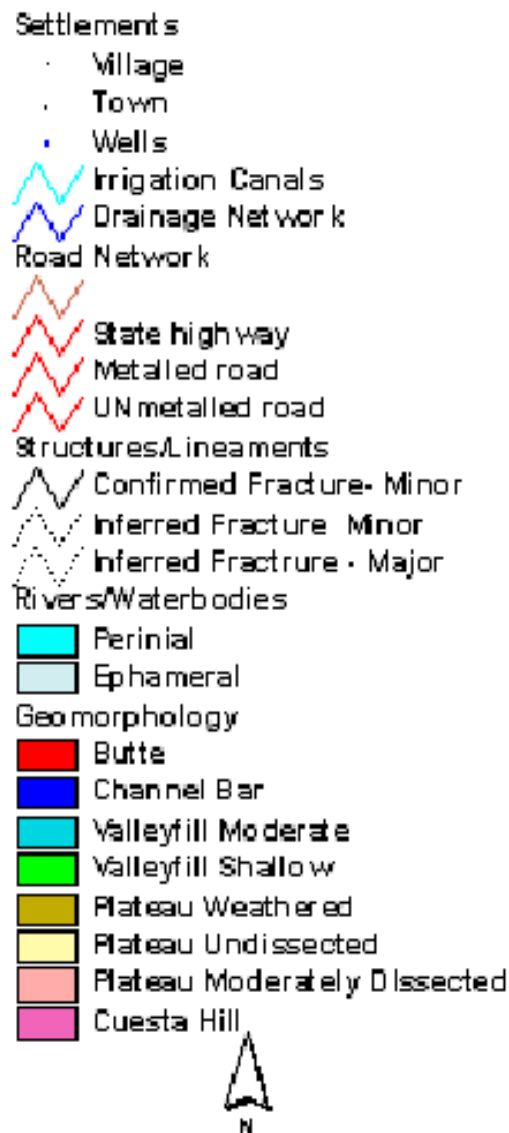 Settlements
Village
Town
Wells
Irrigation Canals
Drainage Network
Road Network
State highway
Metalled road
UNmetalled road
Structures/Lineaments
Confirmed Fracture- Minor
Inferred Fracture Minor
Inferred Fractrure - Major
Rivers/Waterbodies
Perinial
Ephameral
Geomorphology
Butte
Channel Bar
Valleyfill Moderate
Valleyfill Shallow
Plateau Weathered
Plateau Undissected
Plateau Moderately DIssected
Cuesta Hill
N